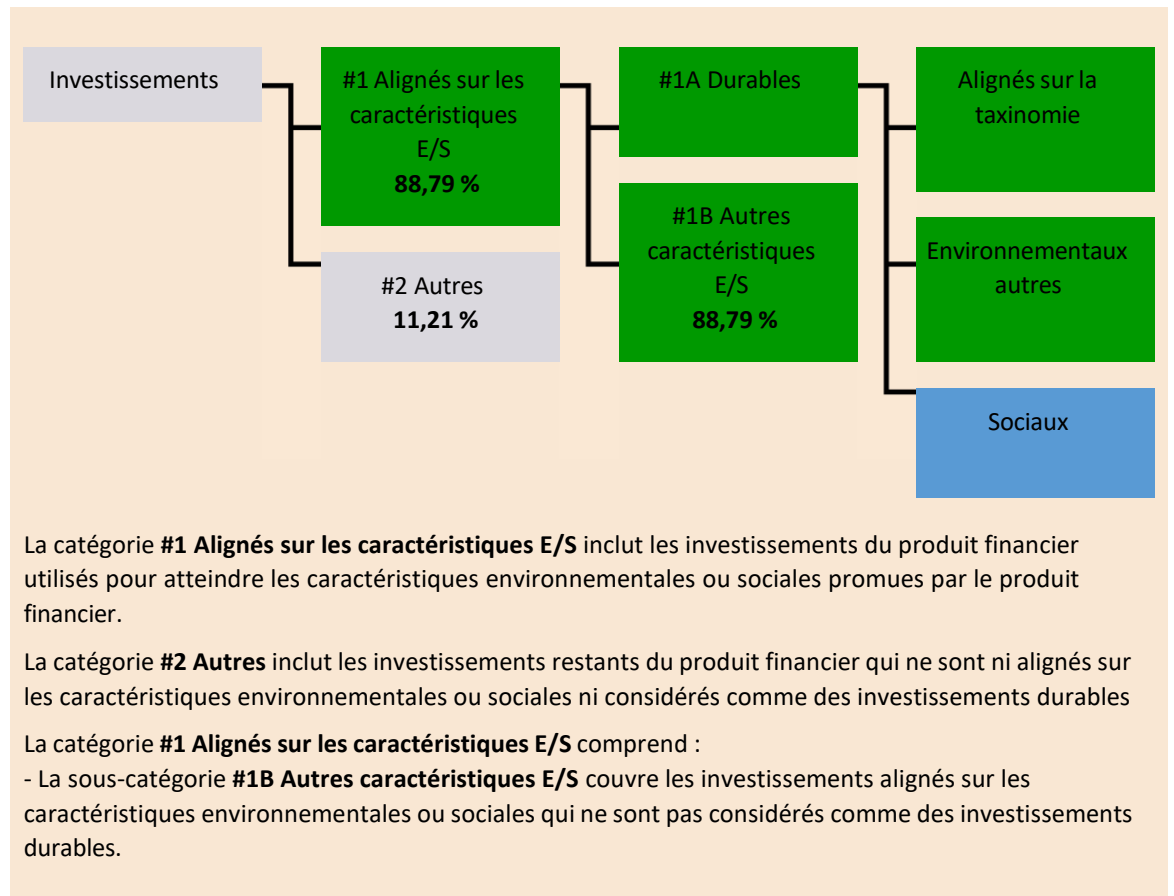 Investissements
#1 Alignés sur les
caractéristiques
E/S
88,79 %
#2 Autres
11,21 %
#1A Durables
#1B Autres
caractéristiques
E/S
88,79 %
Alignés sur la
taxinomie
Environnementaux
autres
Sociaux
La catégorie #1 Alignés sur les caractéristiques E/S inclut les investissements du produit financier
utilisés pour atteindre les caractéristiques environnementales ou sociales promues par le produit
financier.
La catégorie #2 Autres inclut les investissements restants du produit financier qui ne sont ni alignés sur
les caractéristiques environnementales ou sociales ni considérés comme des investissements durables
La catégorie #1 Alignés sur les caractéristiques E/S comprend :
- La sous-catégorie #1B Autres caractéristiques E/S couvre les investissements alignés sur les
caractéristiques environnementales ou sociales qui ne sont pas considérés comme des investissements
durables.